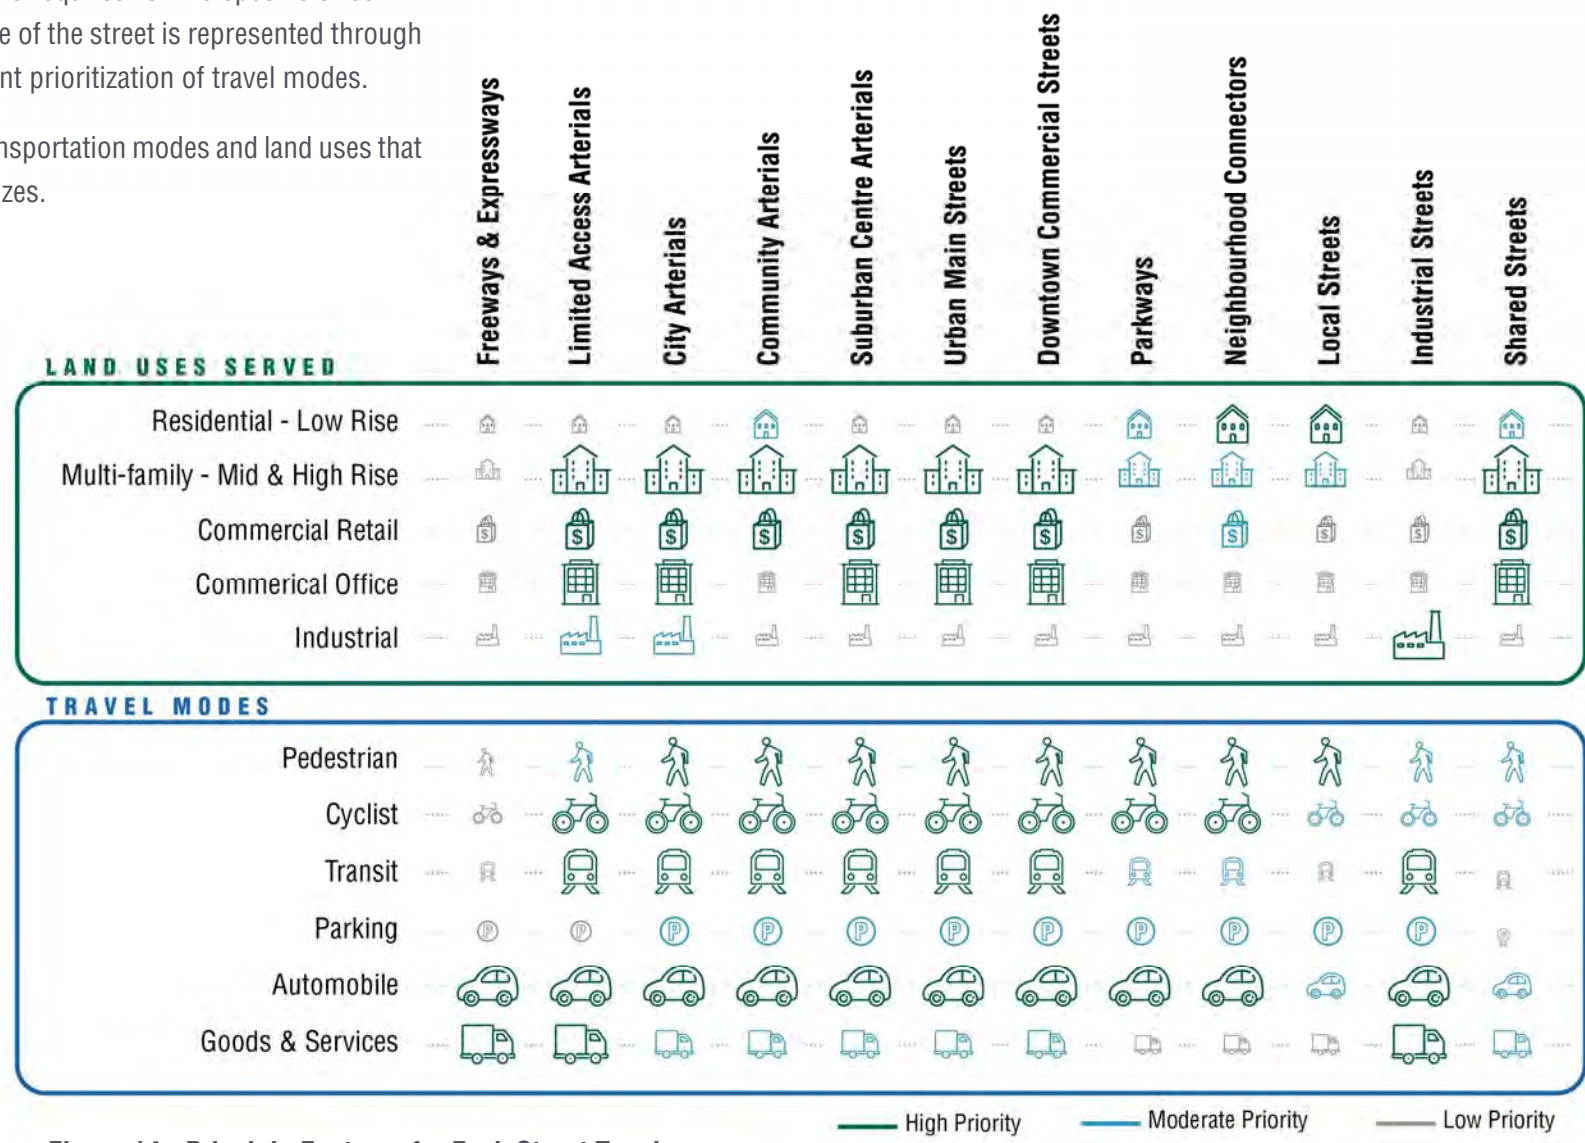 e of the street is represented through
nt prioritization of travel modes.
nsportation modes and land uses that
zes.
Freeways & Expressways
Limited Access Arterials
City Arterials
Community Arterials
Suburban Centre Arterials
Urban Main Streets
Downtown Commercial Streets
Parkways
Neighbourhood Connectors
Local Streets
Industrial Streets
Shared Streets
LAND USES SERVED
Residential - Low Rise
Multi-family - Mid & High Rise
Commercial Retail
Commerical Office
Industrial
TRAVEL MODES
Pedestrian
Cyclist
Transit
Parking
Automobile
Goods & Services
High Priority
Moderate Priority
Low Priority